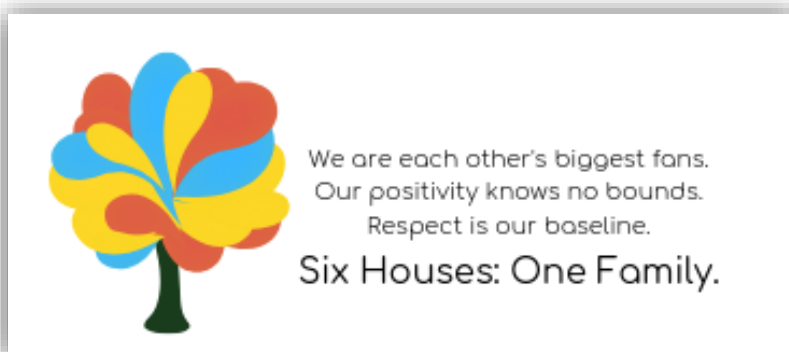 We are each other's biggest fans.
Our positivity knows no bounds.
Respect is our baseline.
Six Houses: One Family.